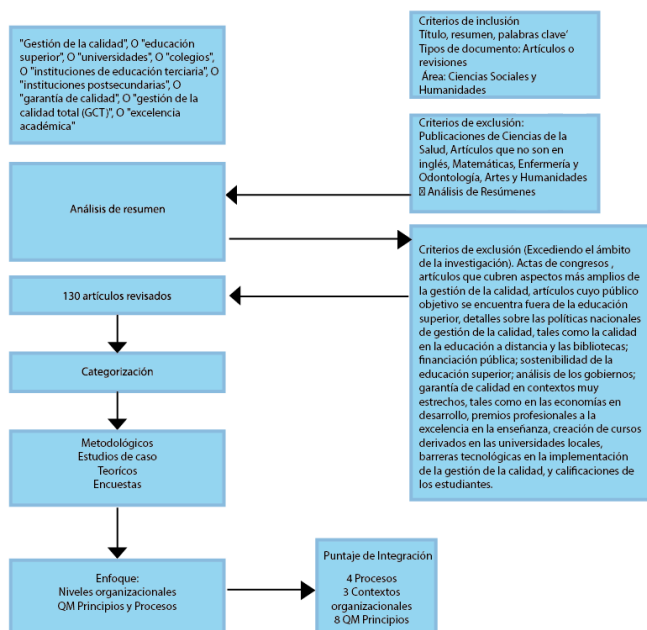 "Gestión de la calidad", O "educación
superior", O "universidades", O "colegios",
O "instituciones de educación terciaria", O
"instituciones postsecundarias", O
"garantía de calidad", O "gestión de la
calidad total (GCT)", O "excelencia
académica"
Criterios de inclusión
Título, resumen, palabras clave’
Tipos de documento: Artículos o
revisiones
Área: Ciencias Sociales y
Humanidades
Criterios de exclusión:
Publicaciones de Ciencias de la
Salud, Artículos que no son en
inglés, Matemáticas, Enfermería y
Odontología, Artes y Humanidades
Análisis de Resúmenes
Análisis de resumen
Criterios de exclusión (Excediendo el ámbito
de la investigación). Actas de congresos ,
artículos que cubren aspectos más amplios de
la gestión de la calidad, artículos cuyo público
objetivo se encuentra fuera de la educación
superior, detalles sobre las políticas nacionales
de gestión de la calidad, tales como la calidad
en la educación a distancia y las bibliotecas;
financiación pública; sostenibilidad de la
educación superior; análisis de los gobiernos;
garantía de calidad en contextos muy
estrechos, tales como en las economías en
desarrollo, premios profesionales a la
excelencia en la enseñanza, creación de cursos
derivados en las universidades locales,
barreras tecnológicas en la implementación
de la gestión de la calidad, y calificaciones de
los estudiantes.
130 artículos revisados
Categorización
Metodológicos
Estudios de caso
Teorícos
Encuestas
Enfoque:
Niveles organizacionales
QM Principios y Procesos
Puntaje de Integración
4 Procesos
3 Contextos
organizacionales
8 QM Principios